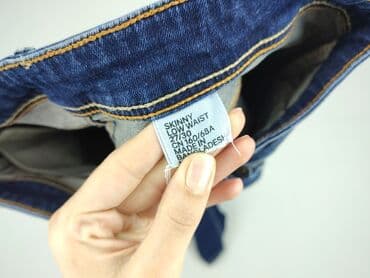 SKINNY
LOW WAIST
27/30
CN 160/68A
MADE IN
BANGLADESH